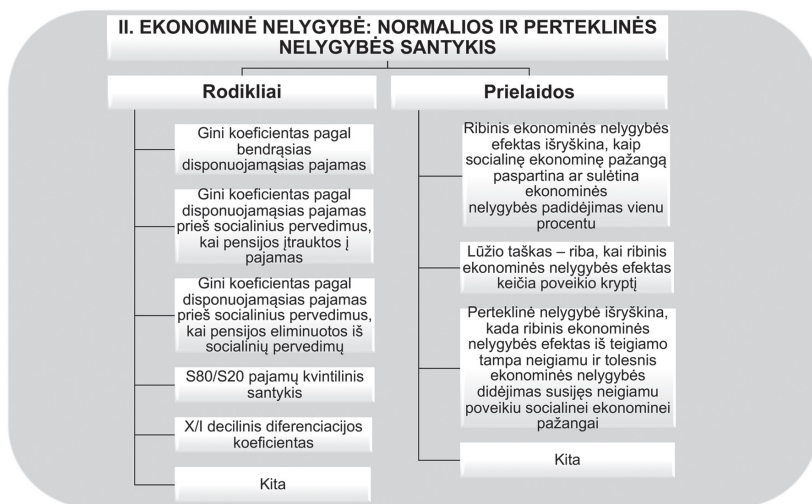 II. EKONOMINĖ NELYGYBĖ: NORMALIOS IR PERTEKLINĖS
NELYGYBĖS SANTYKIS
Rodikliai
Gini koeficientas pagal
bendrąsias
disponuojamąsias pajamas
Gini koeficientas pagal
disponuojamąsias pajamas
prieš socialinius pervedimus,
kai pensijos įtrauktos į
pajamas
Gini koeficientas pagal
disponuojamąsias pajamas
prieš socialinius pervedimus,
kai pensijos eliminuotos iš
socialinių pervedimų
S80/S20 pajamų kvintilinis
santykis
X/I decilinis diferenciacijos
koeficientas
Kita
Prielaidos
Ribinis ekonominės nelygybės
efektas išryškina, kaip
socialinę ekonominę pažangą
paspartina ar sulėtina
ekonominės
nelygybės padidėjimas vienu
procentu
Lūžio taškas – riba, kai ribinis
ekonominės nelygybės efektas
keičia poveikio kryptį
Perteklinė nelygybė išryškina,
kada ribinis ekonominės
nelygybės efektas iš teigiamo
tampa neigiamu ir tolesnis
ekonominės nelygybės
didėjimas susijęs neigiamu
poveikiu socialinei ekonominei
pažangai
Kita